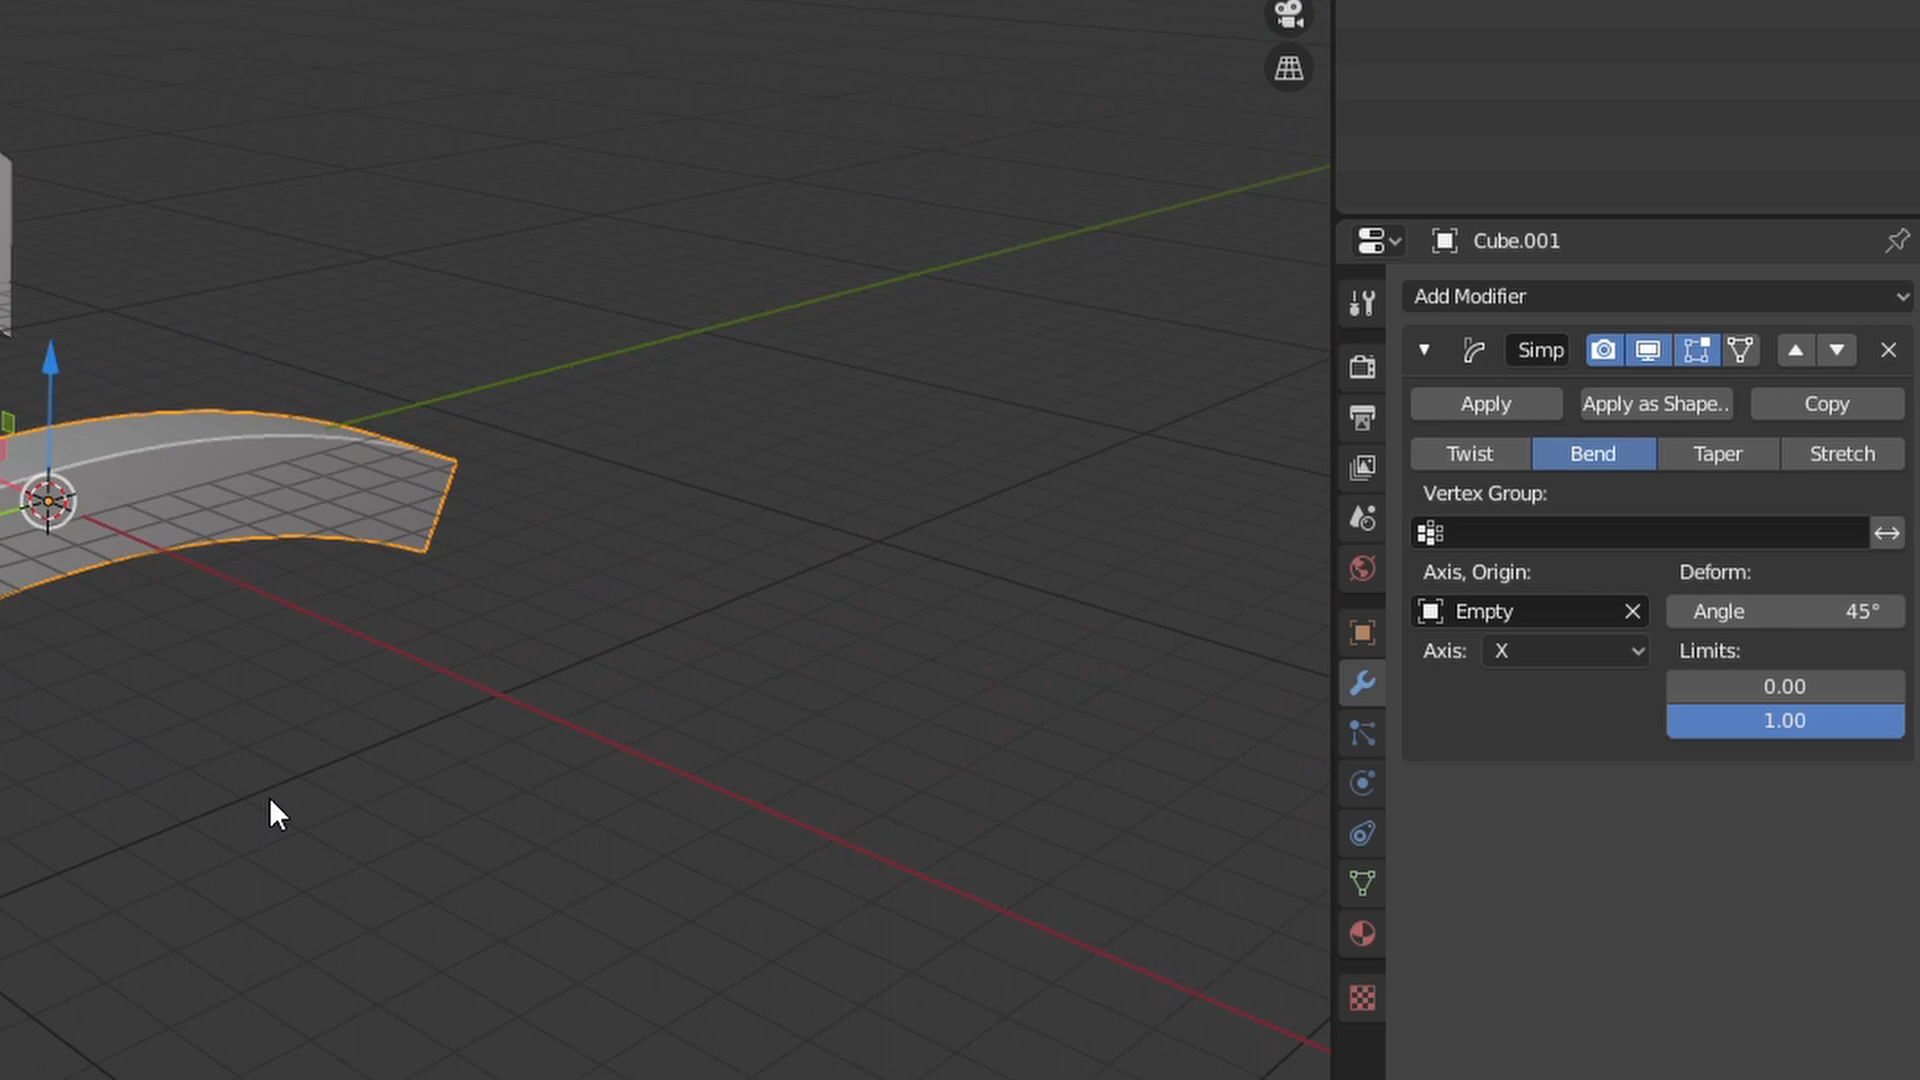 Cube.001
Add Modifier
Simp
Apply Apply as Shape.. Copy
Twist Bend Taper Stretch
Vertex Group:
Axis, Origin: Deform:
Empty Angle 45°
Axis: X Limits:
0.00
1.00